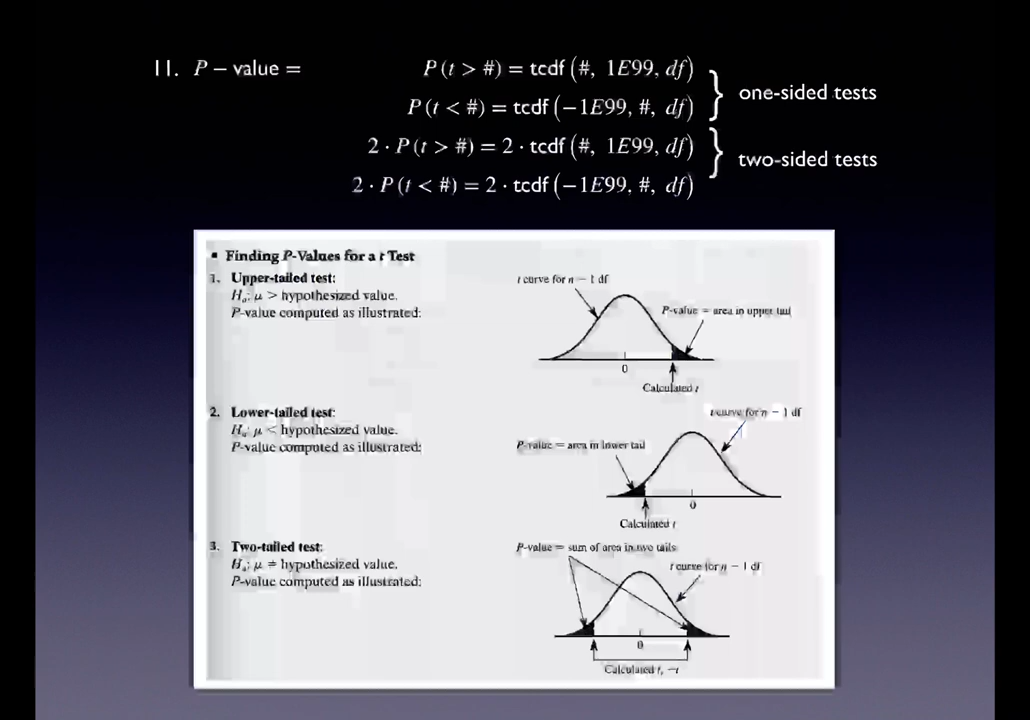 11. P – value =
P(t > #) = tcdf(#, 1E99, df)
P(t < #) = tcdf(−1E99, #, df)
one-sided tests
2 · P(t > #) = 2 · tcdf(#, 1E99, df)
2 · P(t < #) = 2 · tcdf(−1E99, #, df)
two-sided tests
▪ Finding P-Values for a t Test
1. Upper-tailed test:
Hₐ: μ > hypothesized value.
P-value computed as illustrated:
t curve for n − 1 df
P-value = area in upper tail
0
Calculated t
2. Lower-tailed test:
Hₐ: μ < hypothesized value.
P-value computed as illustrated:
t curve for n − 1 df
P-value = area in lower tail
0
Calculated t
3. Two-tailed test:
Hₐ: μ ≠ hypothesized value.
P-value computed as illustrated:
P-value = sum of area in two tails
t curve for n − 1 df
0
Calculated t, −t